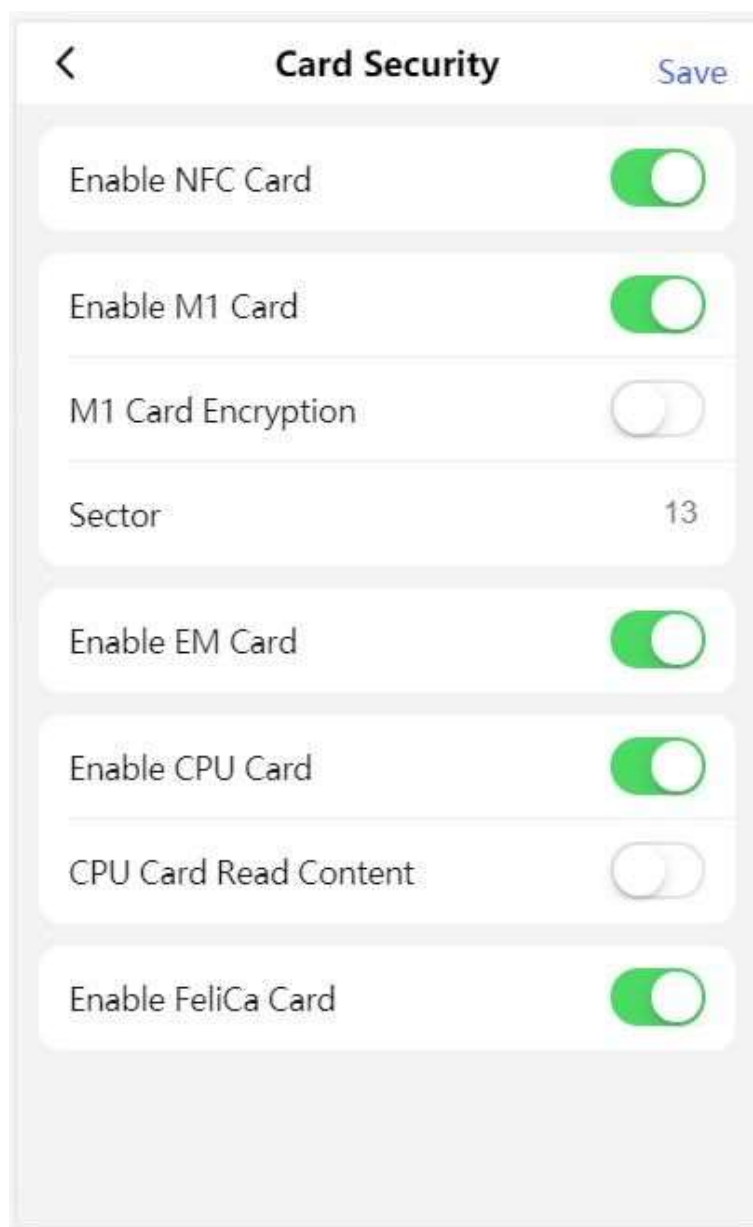 Card Security
Save
Enable NFC Card
Enable M1 Card
M1 Card Encryption
Sector 13
Enable EM Card
Enable CPU Card
CPU Card Read Content
Enable FeliCa Card